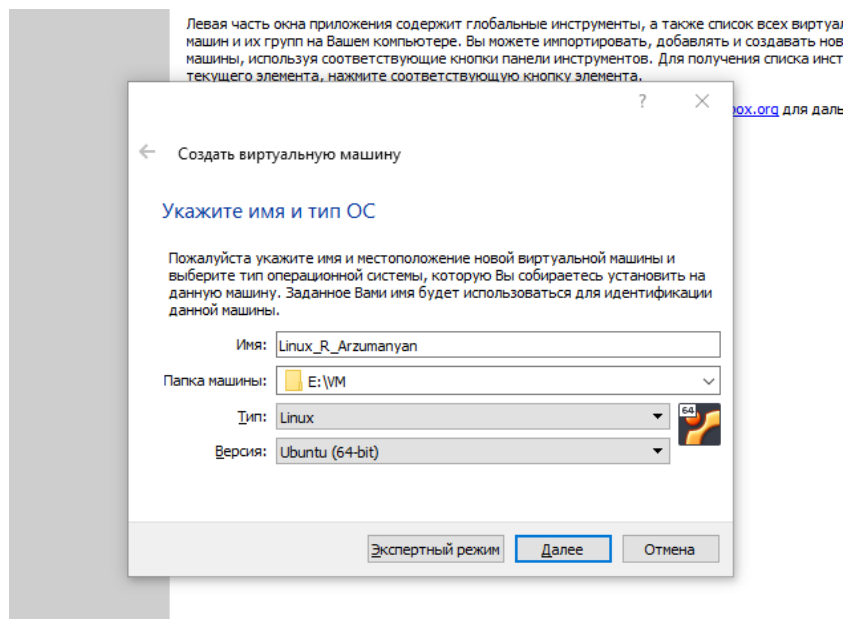 Левая часть окна приложения содержит глобальные инструменты, а также список всех
машин и их групп на Вашем компьютере. Вы можете импортировать, добавлять и создавать
машины, используя соответствующие кнопки панели инструментов. Для получения списка
текущего элемента, нажмите соответствующую кнопку элемента.
?
box.org для
Создать виртуальную машину
Укажите имя и тип ОС
Пожалуйста укажите имя и местоположение новой виртуальной машины и
выберите тип операционной системы, которую Вы собираетесь установить на
данную машину. Заданное Вами имя будет использоваться для идентификации
данной машины.
Имя: Linux_R_Arzumanyan
Папка машины: E:\VM
Тип: Linux
64
Версия: Ubuntu (64-bit)
Экспертный режим Далее Отмена